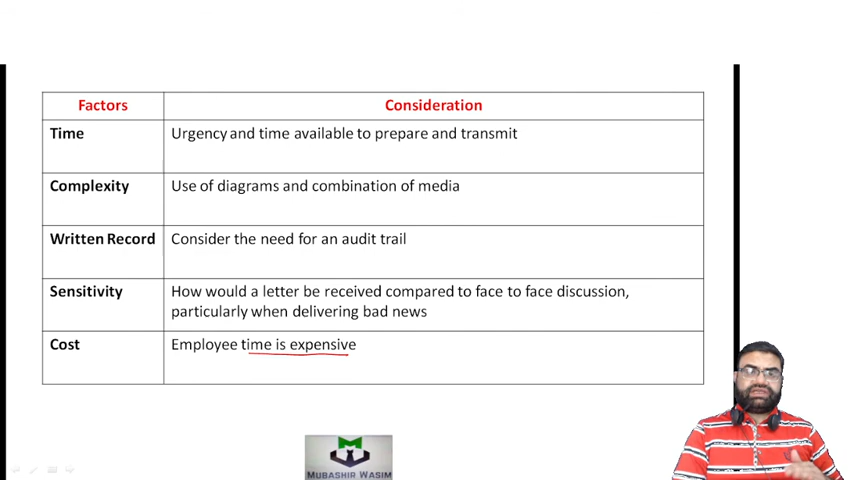 Factors
Consideration
Time
Urgency and time available to prepare and transmit
Complexity
Use of diagrams and combination of media
Written Record
Consider the need for an audit trail
Sensitivity
How would a letter be received compared to face to face discussion,
particularly when delivering bad news
Cost
Employee time is expensive
MUBASHIR WASIM